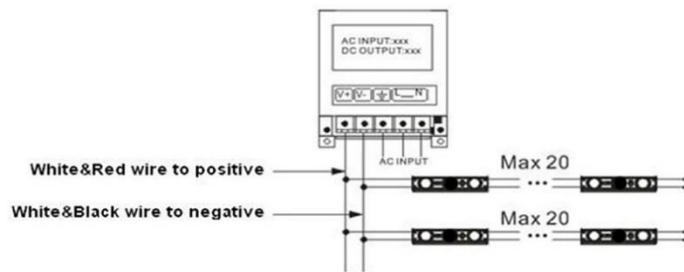 AC INPUT:xxx
DC OUTPUT:xxx
V+ V- L N
AC INPUT
White&Red wire to positive
Max 20
White&Black wire to negative
Max 20